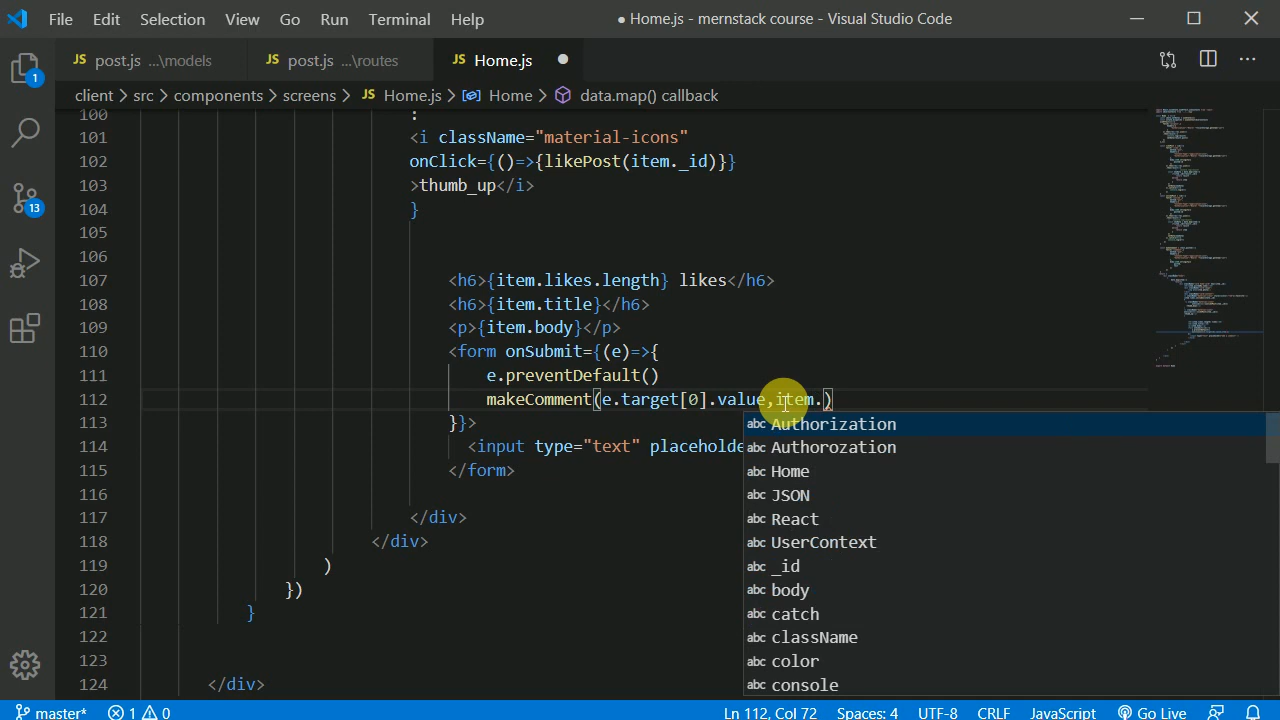 File Edit Selection View Go Run Terminal Help ● Home.js - mernstack course - Visual Studio Code
JS post.js ...\models JS post.js ...\routes JS Home.js
client > src > components > screens > JS Home.js > Home > data.map() callback
100 :
101 <i className="material-icons"
102 onClick={()=>{likePost(item._id)}}
103 >thumb_up</i>
104 }
105
106
107 <h6>{item.likes.length} likes</h6>
108 <h6>{item.title}</h6>
109 <p>{item.body}</p>
110 <form onSubmit={(e)=>{
111 e.preventDefault()
112 makeComment(e.target[0].value,item.)
113 }}>
114 <input type="text" placeholde
115 </form>
116
117 </div>
118 </div>
119 )
120 })
121 }
122
123
124 </div>
abc Authorization
abc Authorozation
abc Home
abc JSON
abc React
abc UserContext
abc _id
abc body
abc catch
abc className
abc color
abc console
1
13
master* 1 0 Ln 112, Col 72 Spaces: 4 UTF-8 CRLF JavaScript Go Live